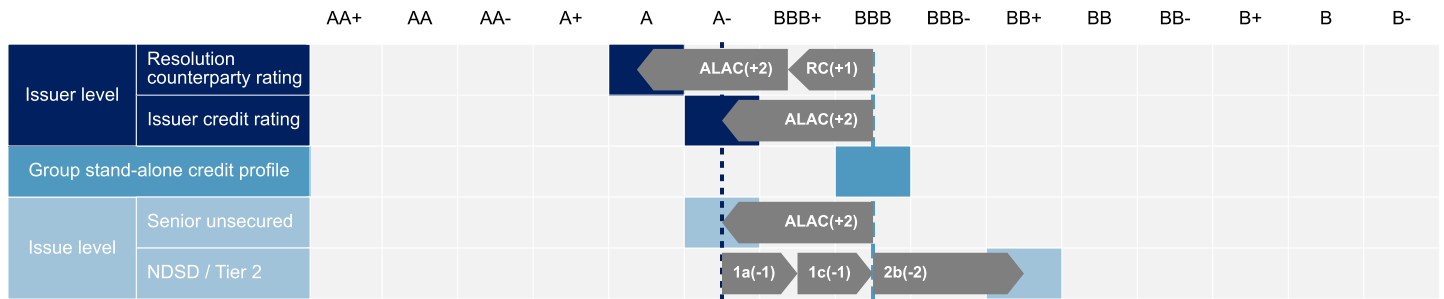 AA+ AA AA- A+ A A- BBB+ BBB BBB- BB+ BB BB- B+ B B-
Issuer level
Resolution
counterparty rating
ALAC(+2) RC(+1)
Issuer credit rating
ALAC(+2)
Group stand-alone credit profile
Issue level
Senior unsecured
ALAC(+2)
NDSD / Tier 2
1a(-1) 1c(-1) 2b(-2)